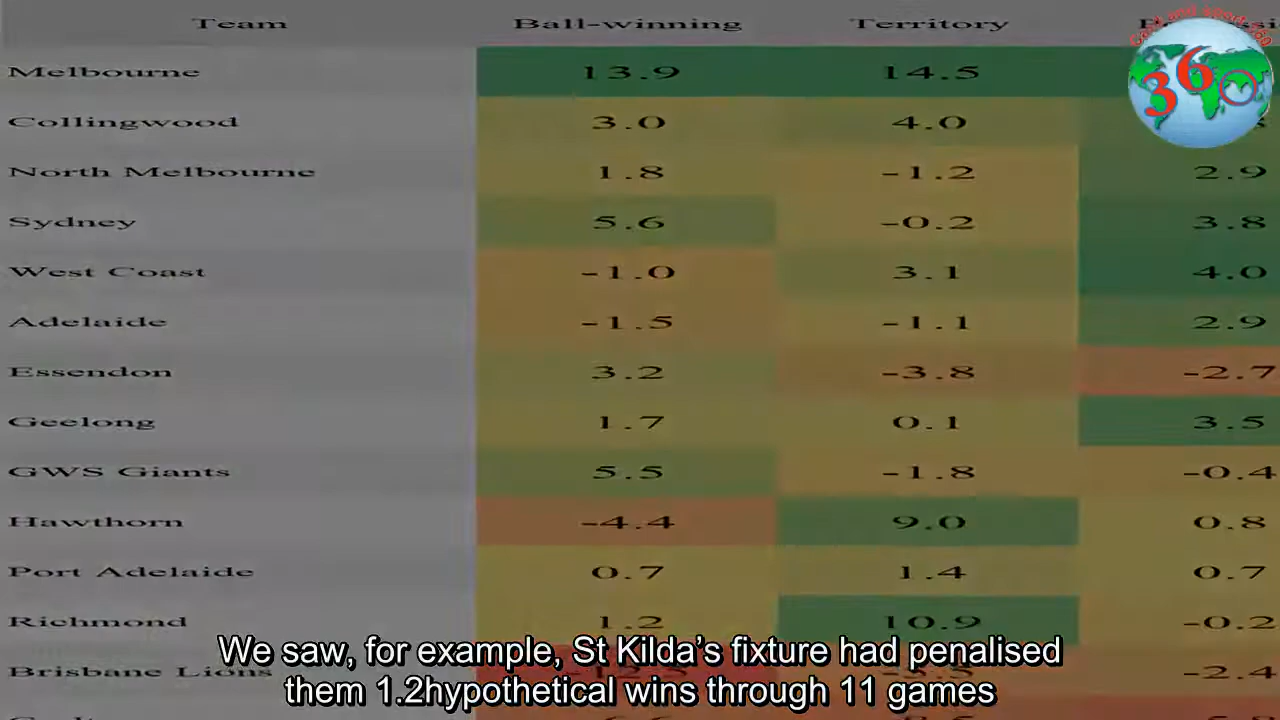 Team Ball-winning Territory
Melbourne 13.9 14.5
Collingwood 3.0 4.0
North Melbourne 1.8 -1.2 2.9
Sydney 5.6 -0.2 3.8
West Coast -1.0 3.1 4.0
Adelaide -1.5 -1.1 2.9
Essendon 3.2 -3.8 -2.7
Geelong 1.7 0.1 3.5
GWS Giants 5.5 -1.8 -0.4
Hawthorn -4.4 9.0 0.8
Port Adelaide 0.7 1.4 0.7
Richmond 1.2 10.9 -0.2
Brisbane Lions -2.4
360
We saw, for example, St Kilda’s fixture had penalised
them 1.2hypothetical wins through 11 games